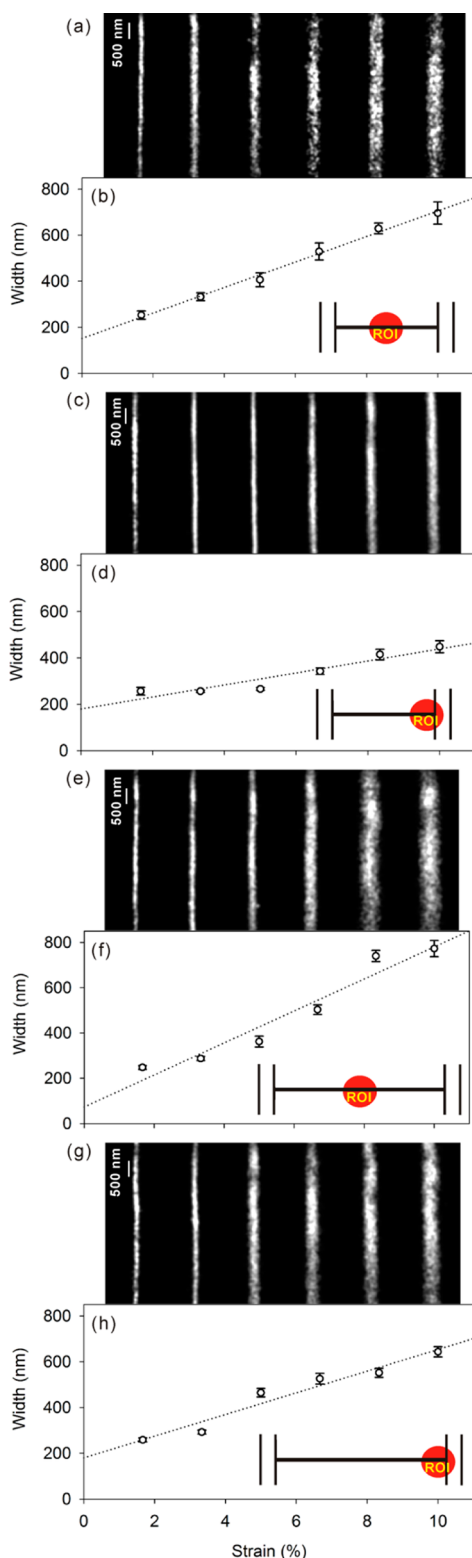 (a)
500 nm
800
(b)
600
400
200
0
Width (nm)
ROI
(c)
500 nm
800
(d)
600
400
200
0
Width (nm)
ROI
(e)
500 nm
800
(f)
600
400
200
0
Width (nm)
ROI
(g)
500 nm
800
(h)
600
400
200
0
Width (nm)
ROI
0 2 4 6 8 10
Strain (%)